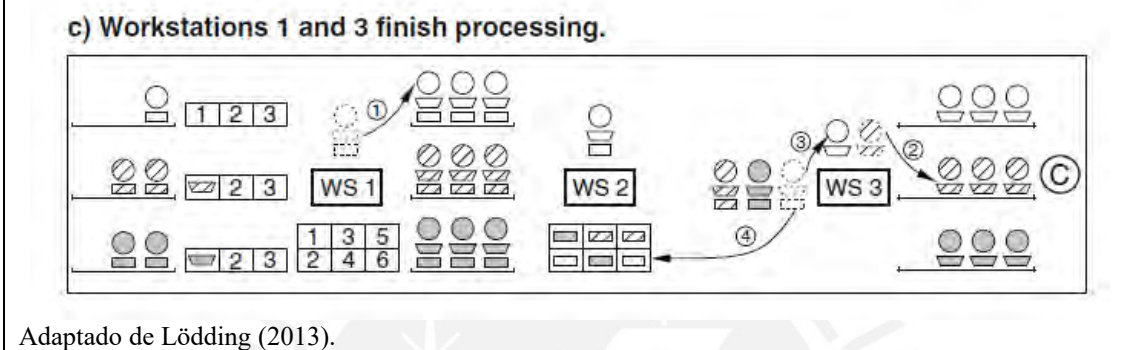 c) Workstations 1 and 3 finish processing.
1 2 3
①
③
②
2 3
WS 1
WS 2
WS 3
C
2 3
1 3 5
2 4 6
④
Adaptado de Lödding (2013).